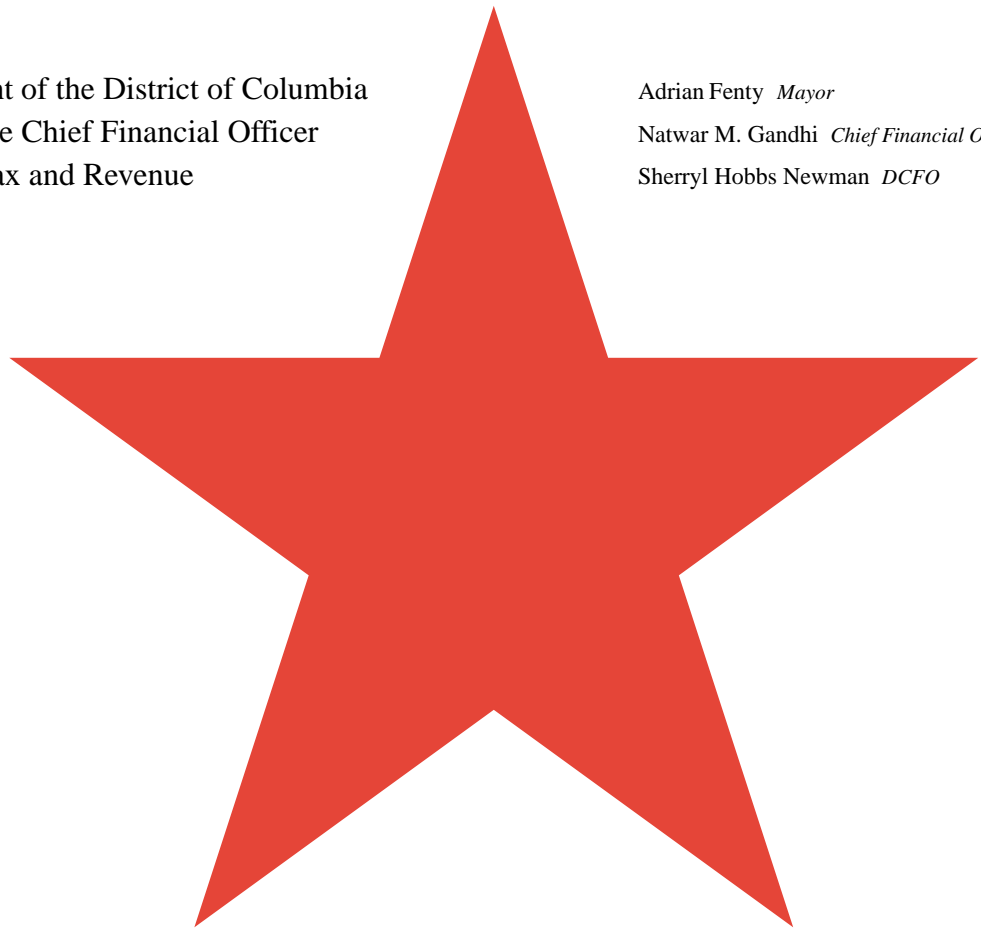 nt of the District of Columbia
e Chief Financial Officer
ax and Revenue
Adrian Fenty Mayor
Natwar M. Gandhi Chief Financial O
Sherryl Hobbs Newman DCFO